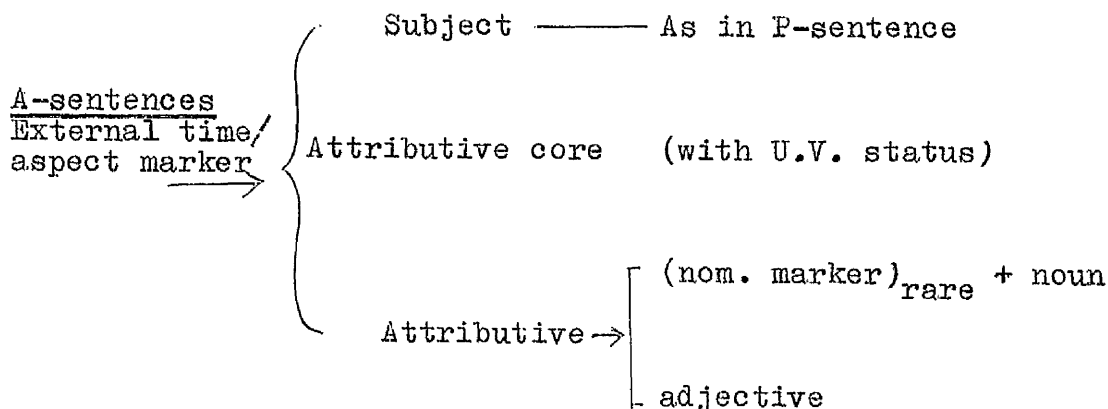 Subject —— As in P-sentence
A-sentences
External time/
aspect marker
Attributive core (with U.V. status)
(nom. marker)rare + noun
Attributive →
adjective